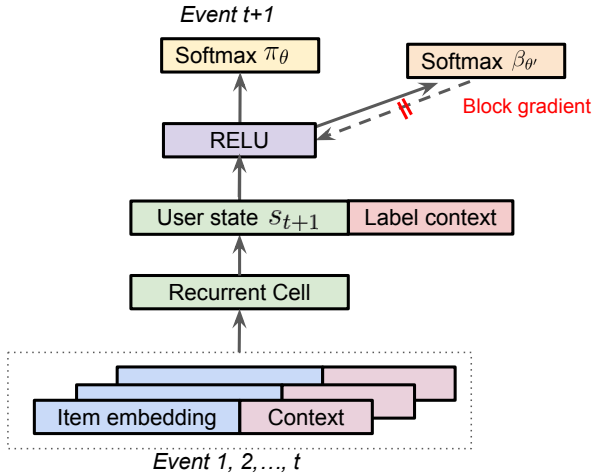 Event t+1
Softmax πθ
Softmax βθ′
Block gradient
RELU
User state st+1 Label context
Recurrent Cell
Item embedding Context
Event 1, 2,..., t